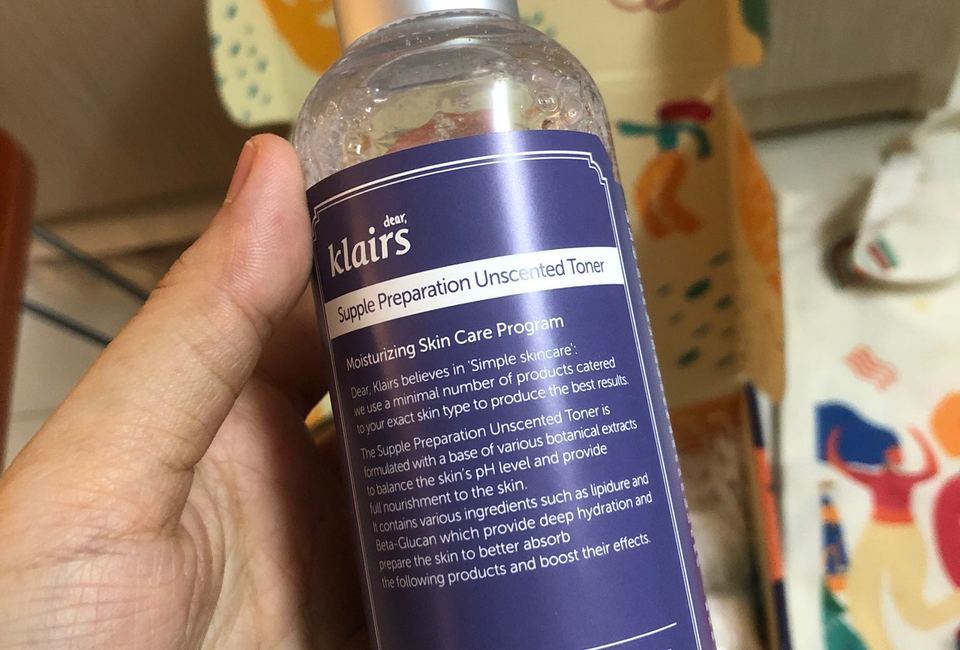 dear,
klairs
Supple Preparation Unscented Toner
Moisturizing Skin Care Program
Dear, Klairs believes in 'Simple skincare':
we use a minimal number of products catered
to your exact skin type to produce the best results.
The Supple Preparation Unscented Toner is
formulated with a base of various botanical extracts
to balance the skin's pH level and provide
full nourishment to the skin.
It contains various ingredients such as lipidure and
Beta-Glucan which provide deep hydration and
prepare the skin to better absorb
the following products and boost their effects.